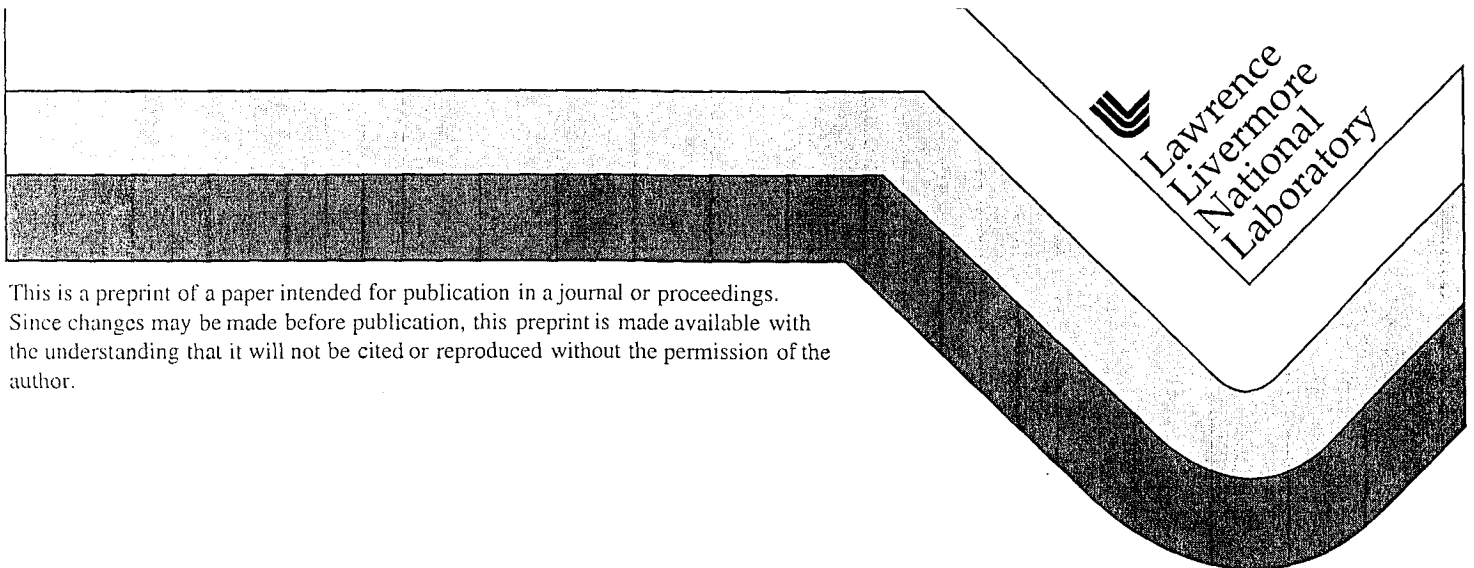 Lawrence
Livermore
National
Laboratory
This is a preprint of a paper intended for publication in a journal or proceedings.
Since changes may be made before publication, this preprint is made available with
the understanding that it will not be cited or reproduced without the permission of the
author.